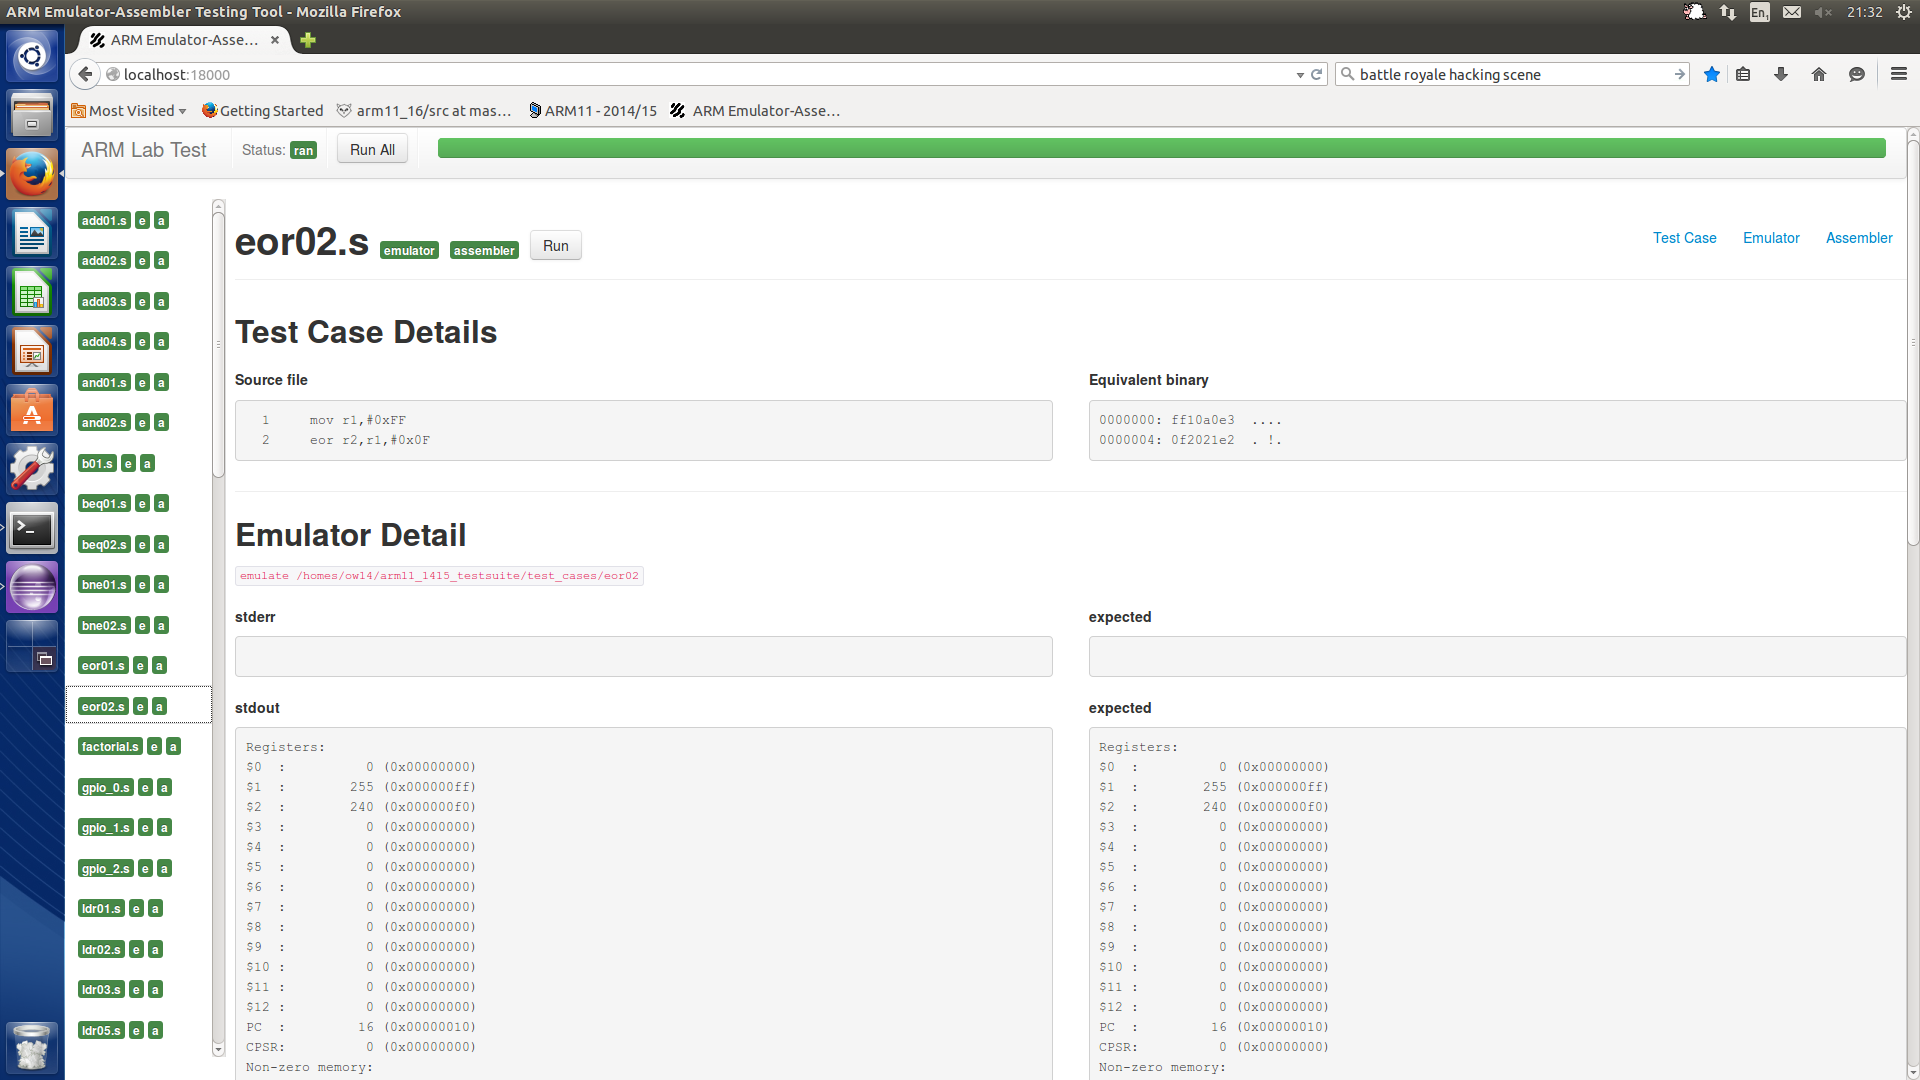 ARM Emulator-Assembler Testing Tool - Mozilla Firefox
En1
21:32
ARM Emulator-Asse...
localhost:18000
battle royale hacking scene
Most Visited
Getting Started
arm11_16/src at mas...
ARM11 - 2014/15
ARM Emulator-Asse...
ARM Lab Test
Status: ran
Run All
add01.s e a
add02.s e a
add03.s e a
add04.s e a
and01.s e a
and02.s e a
b01.s e a
beq01.s e a
beq02.s e a
bne01.s e a
bne02.s e a
eor01.s e a
eor02.s e a
factorial.s e a
gpio_0.s e a
gpio_1.s e a
gpio_2.s e a
ldr01.s e a
ldr02.s e a
ldr03.s e a
ldr05.s e a
eor02.s emulator assembler Run
Test Case
Emulator
Assembler
Test Case Details
Source file
1 mov r1,#0xFF
2 eor r2,r1,#0x0F
Equivalent binary
0000000: ff10a0e3 ....
0000004: 0f2021e2 . !.
Emulator Detail
emulate /homes/ow14/arm11_1415_testsuite/test_cases/eor02
stderr
expected
stdout
Registers:
$0 : 0 (0x00000000)
$1 : 255 (0x000000ff)
$2 : 240 (0x000000f0)
$3 : 0 (0x00000000)
$4 : 0 (0x00000000)
$5 : 0 (0x00000000)
$6 : 0 (0x00000000)
$7 : 0 (0x00000000)
$8 : 0 (0x00000000)
$9 : 0 (0x00000000)
$10 : 0 (0x00000000)
$11 : 0 (0x00000000)
$12 : 0 (0x00000000)
PC : 16 (0x00000010)
CPSR: 0 (0x00000000)
Non-zero memory:
expected
Registers:
$0 : 0 (0x00000000)
$1 : 255 (0x000000ff)
$2 : 240 (0x000000f0)
$3 : 0 (0x00000000)
$4 : 0 (0x00000000)
$5 : 0 (0x00000000)
$6 : 0 (0x00000000)
$7 : 0 (0x00000000)
$8 : 0 (0x00000000)
$9 : 0 (0x00000000)
$10 : 0 (0x00000000)
$11 : 0 (0x00000000)
$12 : 0 (0x00000000)
PC : 16 (0x00000010)
CPSR: 0 (0x00000000)
Non-zero memory: